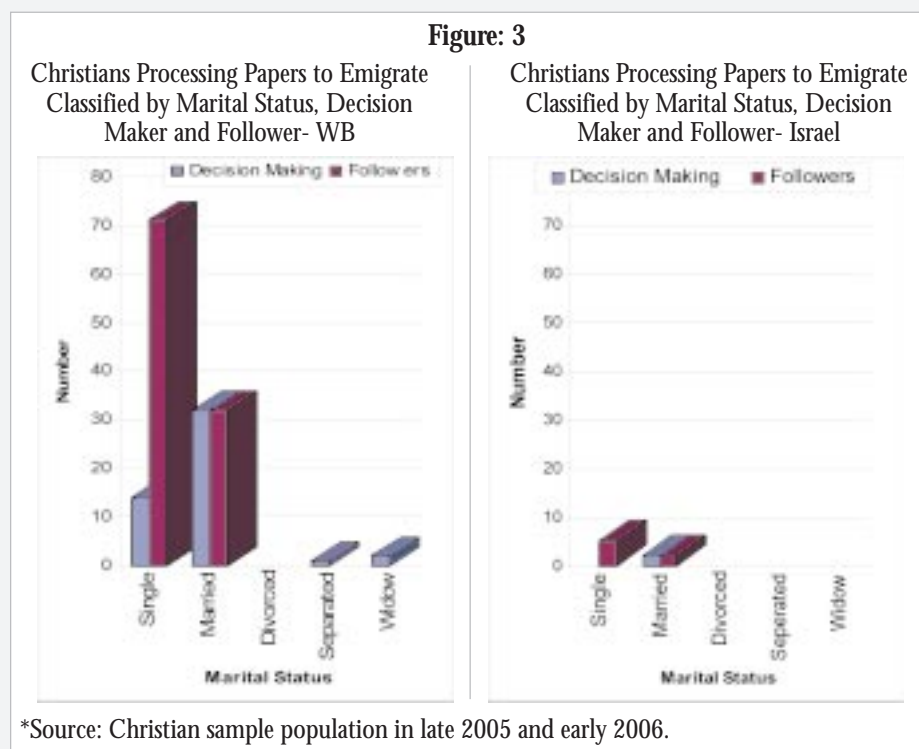 Figure: 3
Christians Processing Papers to Emigrate
Classified by Marital Status, Decision
Maker and Follower- WB
Decision Making Followers
80
70
60
50
40
30
20
10
0
Number
Single
Married
Divorced
Separated
Widow
Marital Status
Christians Processing Papers to Emigrate
Classified by Marital Status, Decision
Maker and Follower- Israel
Decision Making Followers
70
60
50
40
30
20
10
0
Number
Single
Married
Divorced
Seperated
Widow
Marital Status
*Source: Christian sample population in late 2005 and early 2006.